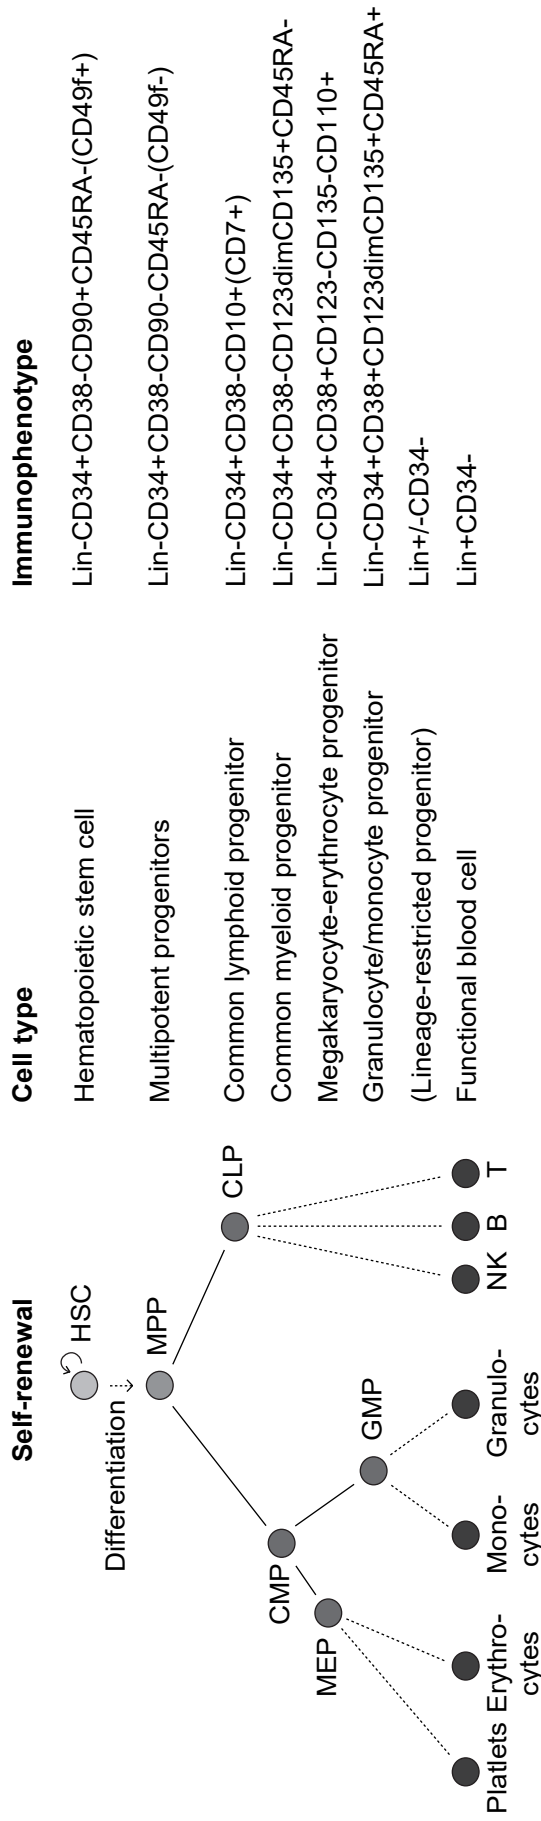 Self-renewal
Cell type
Immunophenotype
HSC
Differentiation
MPP
CLP
CMP
MEP
GMP
Platelets
Erythro-
cytes
Mono-
cytes
Granulo-
cytes
NK
B
T
Hematopoietic stem cell
Lin-CD34+CD38-CD90+CD45RA-(CD49f+)
Multipotent progenitors
Lin-CD34+CD38-CD90-CD45RA-(CD49f-)
Common lymphoid progenitor
Lin-CD34+CD38-CD10+(CD7+)
Common myeloid progenitor
Lin-CD34+CD38-CD123dimCD135+CD45RA-
Megakaryocyte-erythrocyte progenitor
Lin-CD34+CD38+CD123-CD135-CD110+
Granulocyte/monocyte progenitor
Lin-CD34+CD38+CD123dimCD135+CD45RA+
(Lineage-restricted progenitor)
Lin+/-CD34-
Functional blood cell
Lin+CD34-